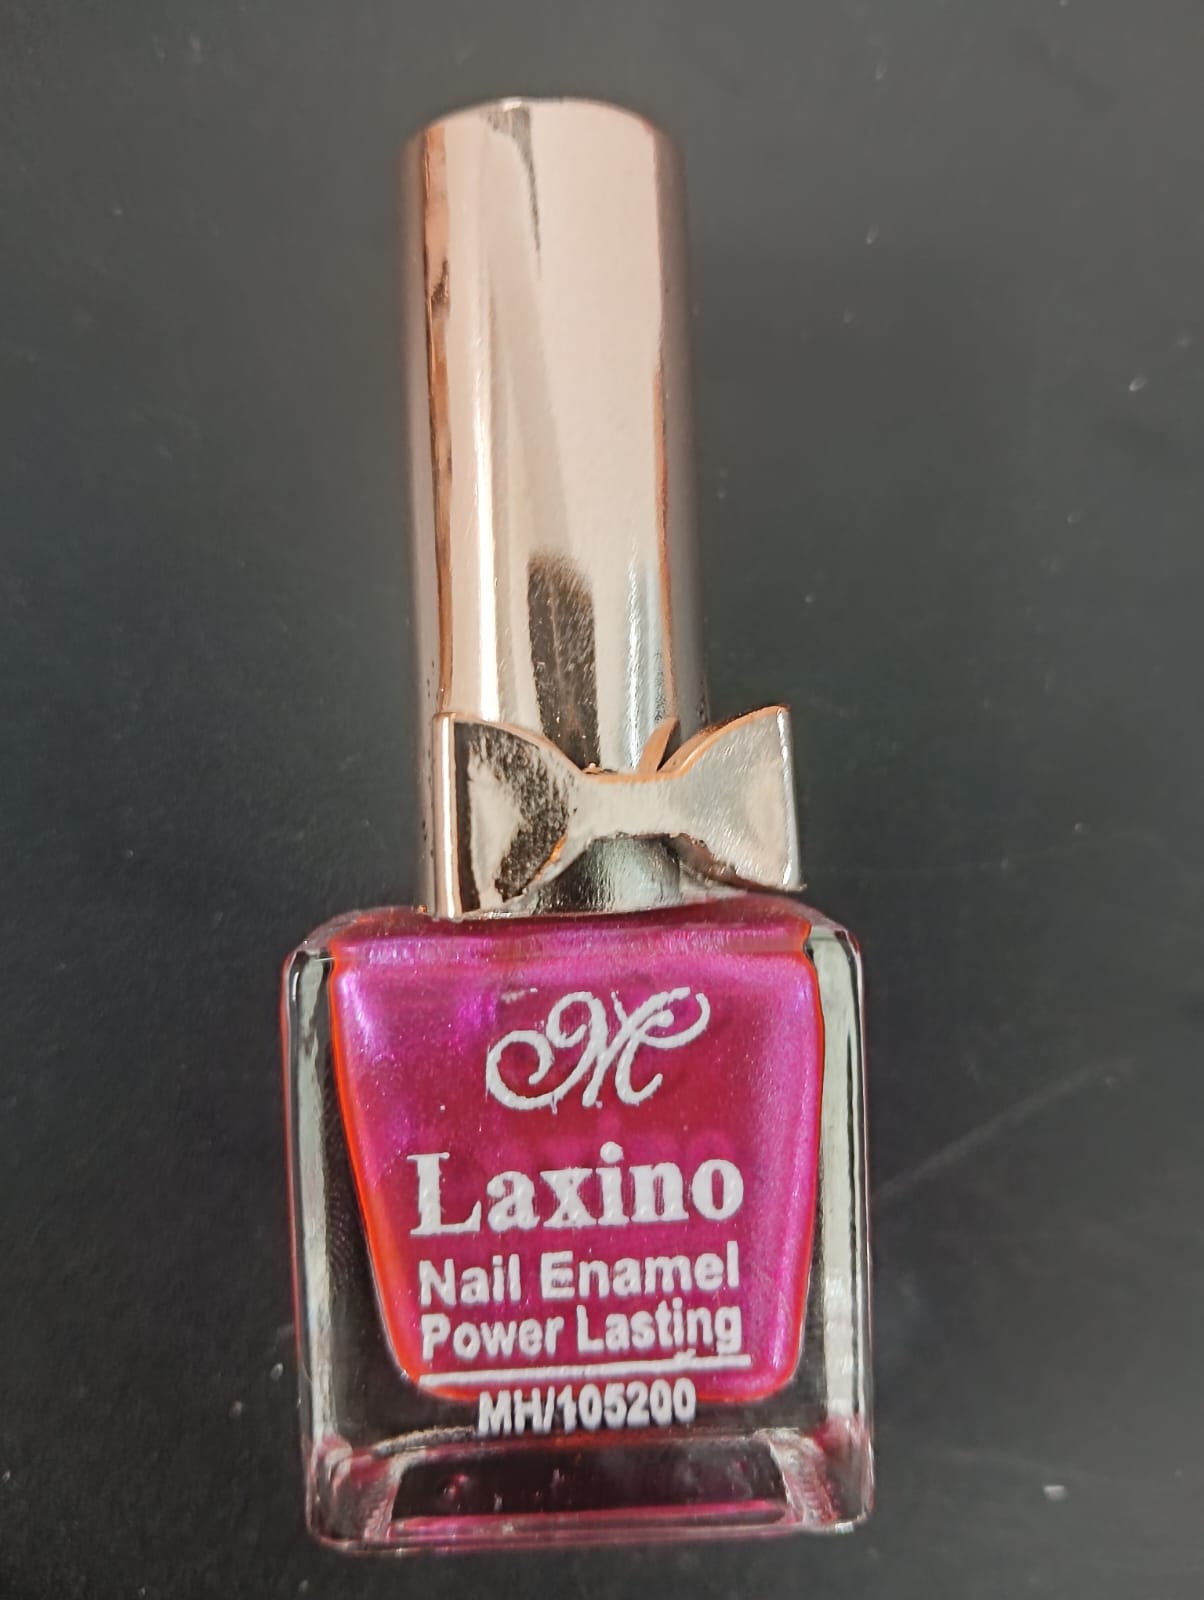 M
Laxino
Nail Enamel
Power Lasting
MH/105200